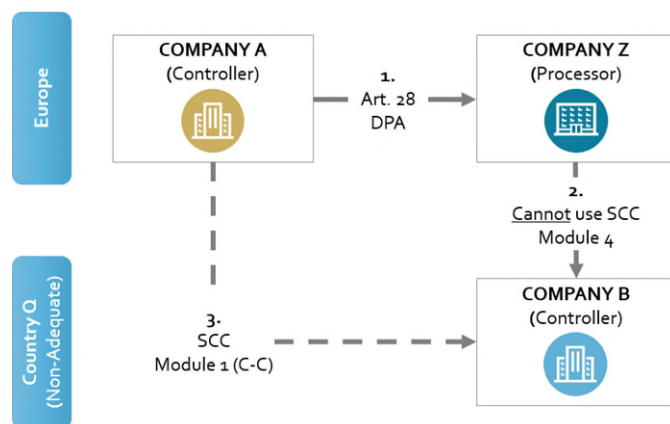 Europe
COMPANY A
(Controller)
1.
Art. 28
DPA
COMPANY Z
(Processor)
2.
Cannot use SCC
Module 4
Country Q
(Non-Adequate)
3.
SCC
Module 1 (C-C)
COMPANY B
(Controller)